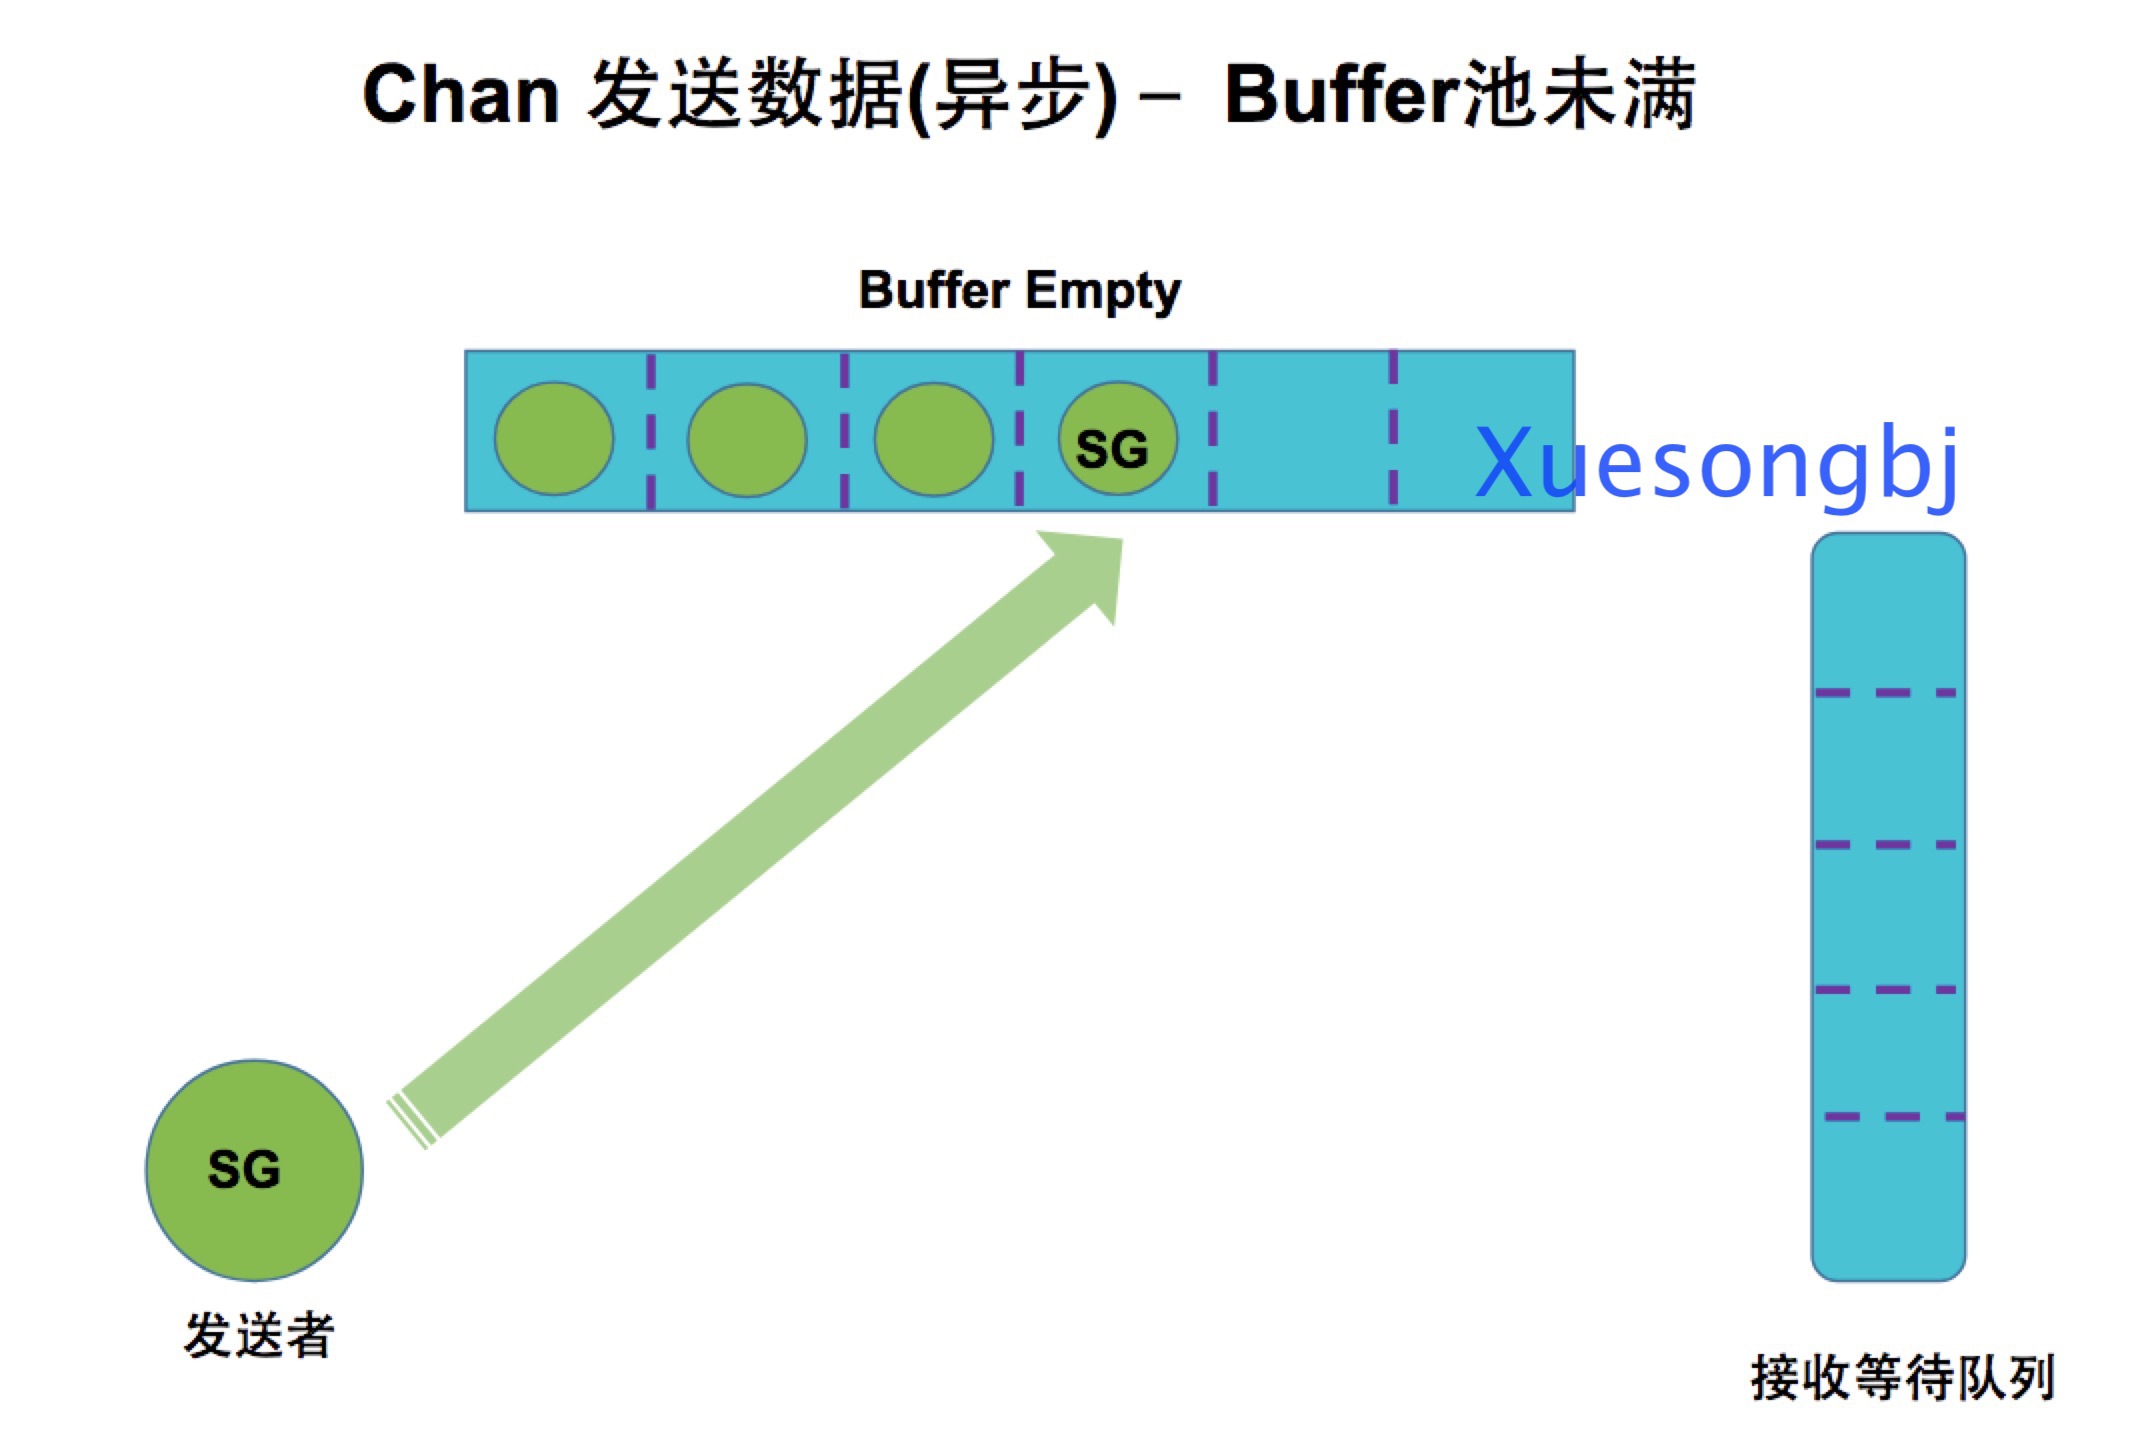 Chan 发送数据(异步) – Buffer池未满
Buffer Empty
SG
Xuesongbj
SG
发送者
接收等待队列